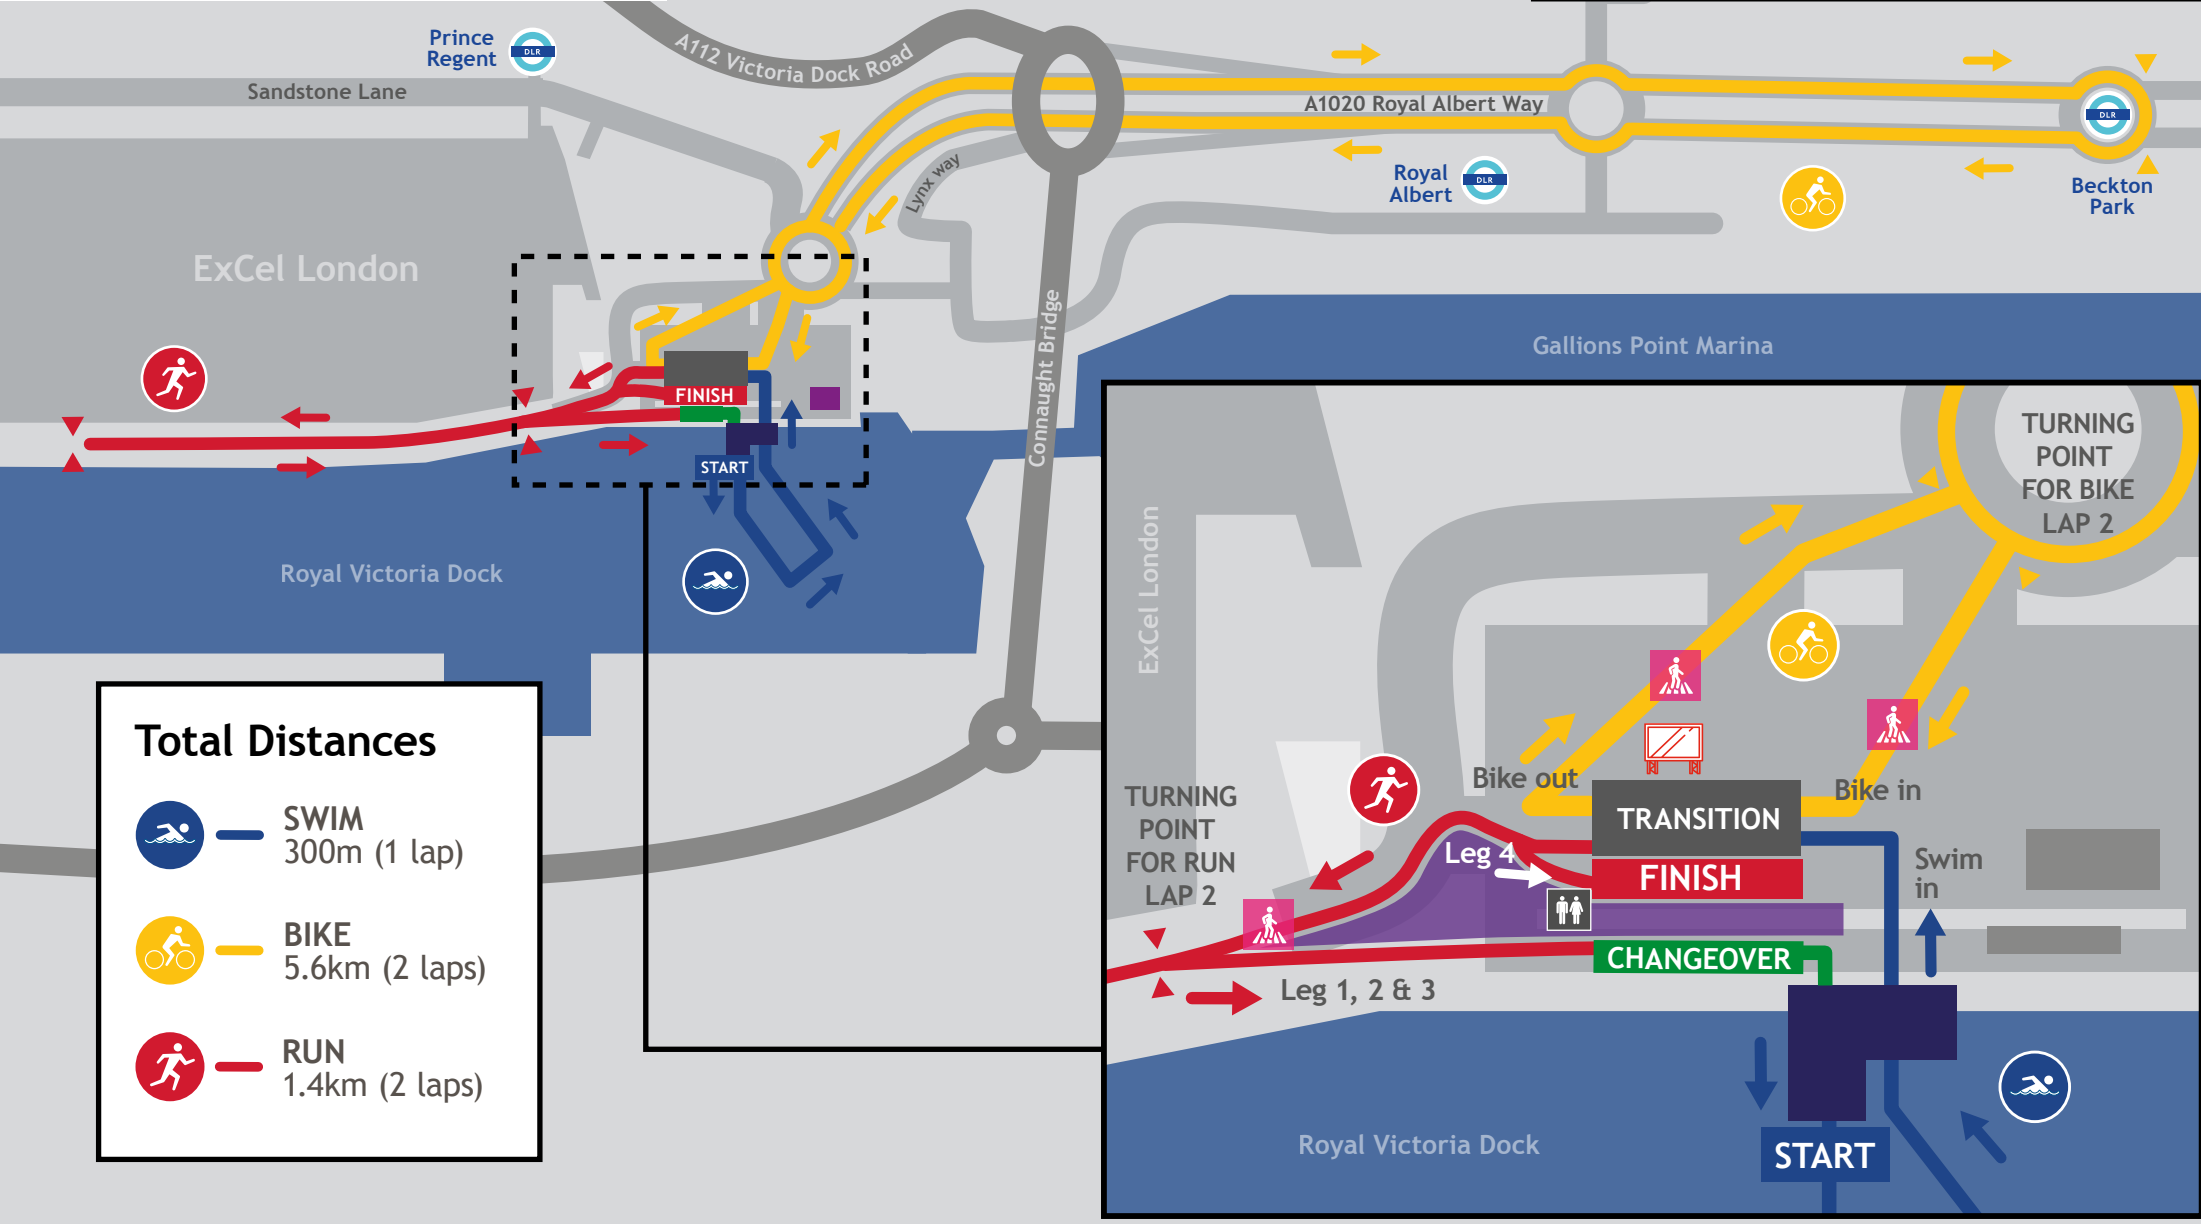 Prince
Regent
DLR
Sandstone Lane
A112 Victoria Dock Road
A1020 Royal Albert Way
DLR
Lynx way
Royal
Albert
DLR
Beckton
Park
ExCel London
Connaught Bridge
Gallions Point Marina
FINISH
START
Royal Victoria Dock
Total Distances
SWIM
300m (1 lap)
BIKE
5.6km (2 laps)
RUN
1.4km (2 laps)
TURNING
POINT
FOR BIKE
LAP 2
ExCel London
Bike out
Bike in
TURNING
POINT
FOR RUN
LAP 2
TRANSITION
Leg 4
FINISH
Swim
in
CHANGEOVER
Leg 1, 2 & 3
Royal Victoria Dock
START